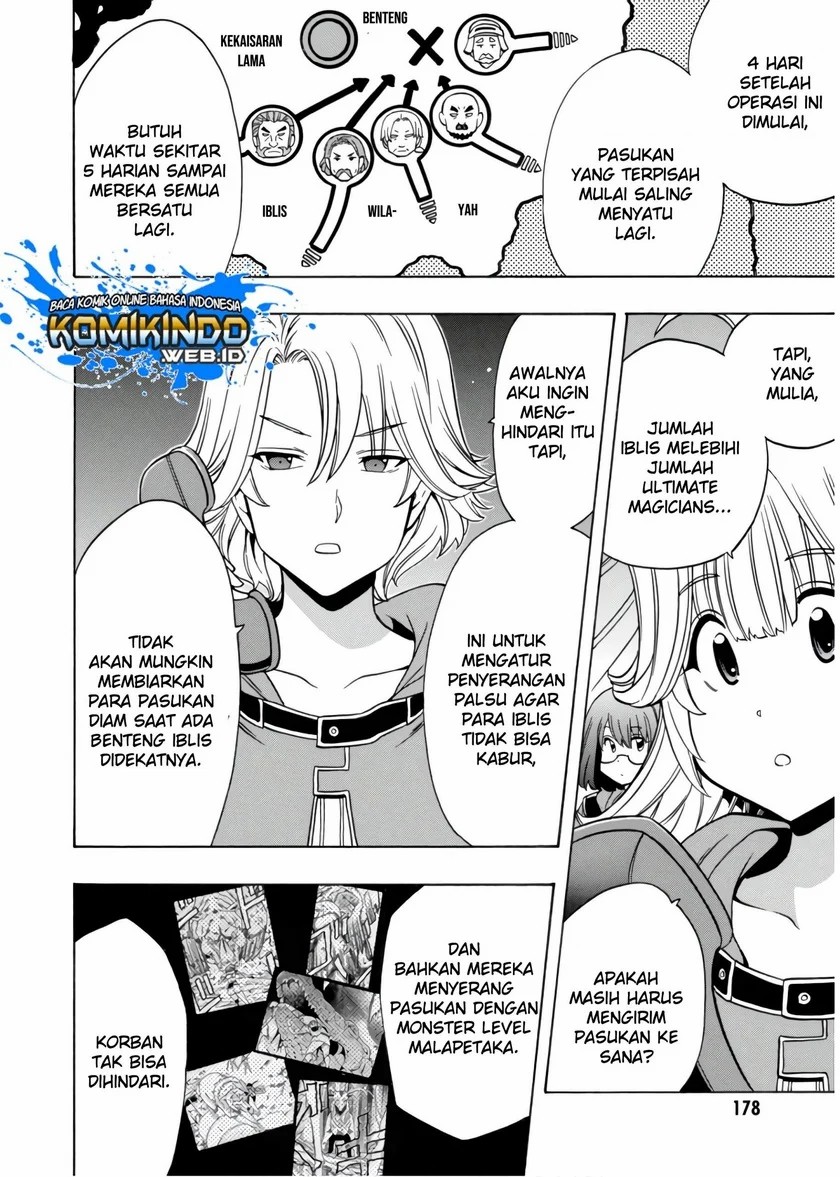 4 HARI
SETELAH
OPERASI INI
DIMULAI,
PASUKAN
YANG TERPISAH
MULAI SALING
MENYATU
LAGI.
BENTENG
KEKAISARAN
LAMA
IBLIS
WILA-
YAH
BUTUH
WAKTU SEKITAR
5 HARIAN SAMPAI
MEREKA SEMUA
BERSATU
LAGI.
BACA KOMIK ONLINE BAHASA INDONESIA
KOMIKINDO
.WEB.ID
TAPI,
YANG
MULIA,
JUMLAH
IBLIS MELEBIHI
JUMLAH
ULTIMATE
MAGICIANS...
APAKAH
MASIH HARUS
MENGIRIM
PASUKAN KE
SANA?
AWALNYA
AKU INGIN
MENG-
HINDARI ITU
TAPI,
INI UNTUK
MENGATUR
PENYERANGAN
PALSU AGAR
PARA IBLIS
TIDAK BISA
KABUR,
TIDAK
AKAN MUNGKIN
MEMBIARKAN
PARA PASUKAN
DIAM SAAT ADA
BENTENG IBLIS
DIDEKATNYA.
DAN
BAHKAN MEREKA
MENYERANG
PASUKAN DENGAN
MONSTER LEVEL
MALAPETAKA.
KORBAN
TAK BISA
DIHINDARI.
178